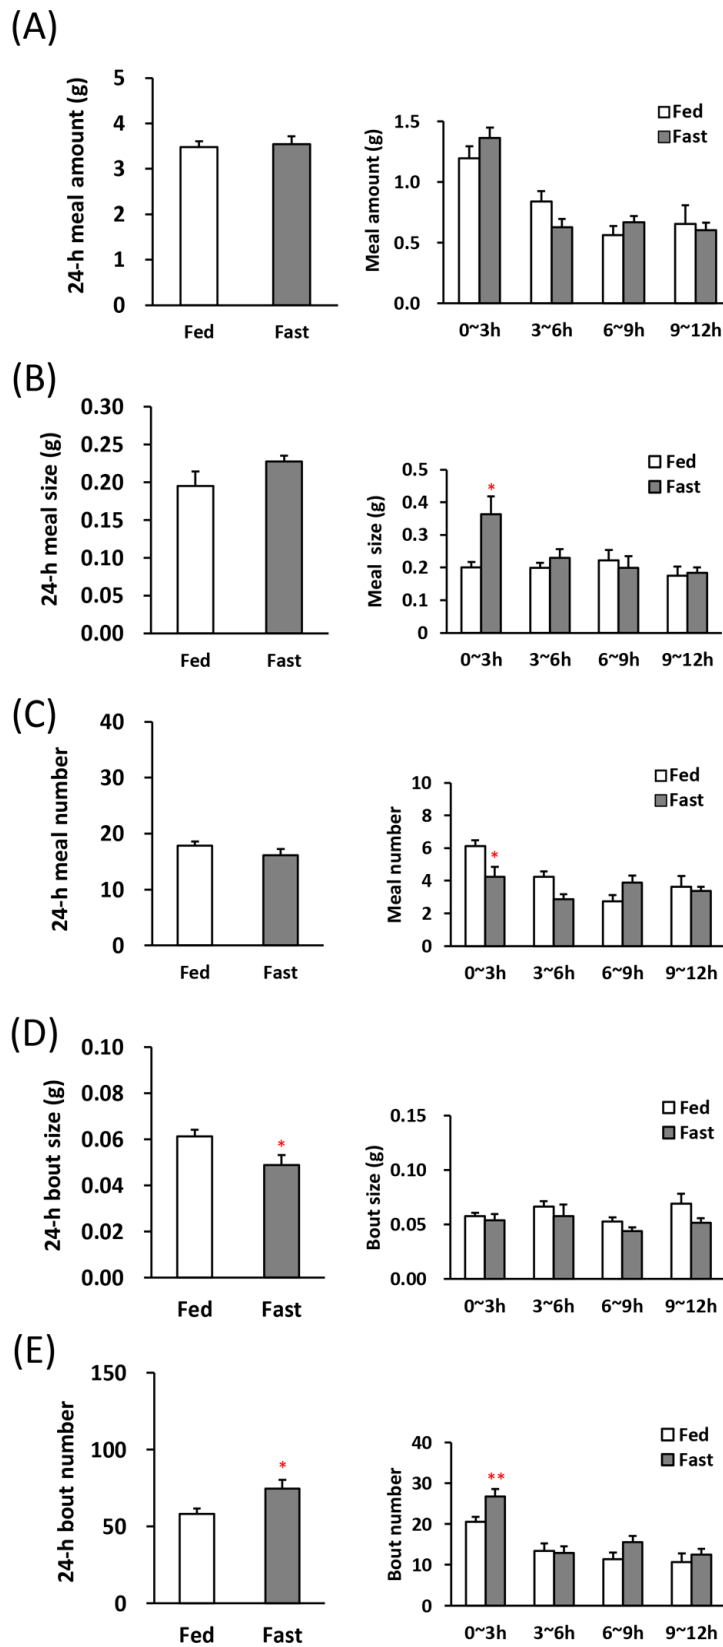 (A)
24-h meal amount (g)
5
4
3
2
1
0
Fed Fast
Meal amount (g)
1.5
1.0
0.5
0.0
Fed
Fast
0~3h 3~6h 6~9h 9~12h
(B)
24-h meal size (g)
0.30
0.25
0.20
0.15
0.10
0.05
0.00
Fed Fast
Meal size (g)
0.5
0.4
0.3
0.2
0.1
0
*
Fed
Fast
0~3h 3~6h 6~9h 9~12h
(C)
24-h meal number
40
30
20
10
0
Fed Fast
Meal number
10
8
6
4
2
0
*
Fed
Fast
0~3h 3~6h 6~9h 9~12h
(D)
24-h bout size (g)
0.10
0.08
0.06
0.04
0.02
0.00
*
Fed Fast
Bout size (g)
0.15
0.10
0.05
0.00
Fed
Fast
0~3h 3~6h 6~9h 9~12h
(E)
24-h bout number
150
100
50
0
*
Fed Fast
Bout number
40
30
20
10
0
**
Fed
Fast
0~3h 3~6h 6~9h 9~12h